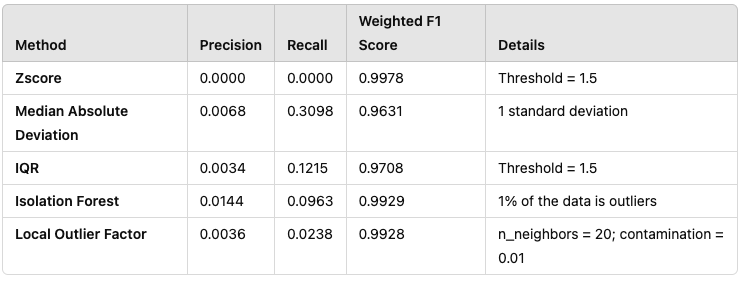 Method Precision Recall Weighted F1 Score Details
Zscore 0.0000 0.0000 0.9978 Threshold = 1.5
Median Absolute Deviation 0.0068 0.3098 0.9631 1 standard deviation
IQR 0.0034 0.1215 0.9708 Threshold = 1.5
Isolation Forest 0.0144 0.0963 0.9929 1% of the data is outliers
Local Outlier Factor 0.0036 0.0238 0.9928 n_neighbors = 20; contamination = 0.01